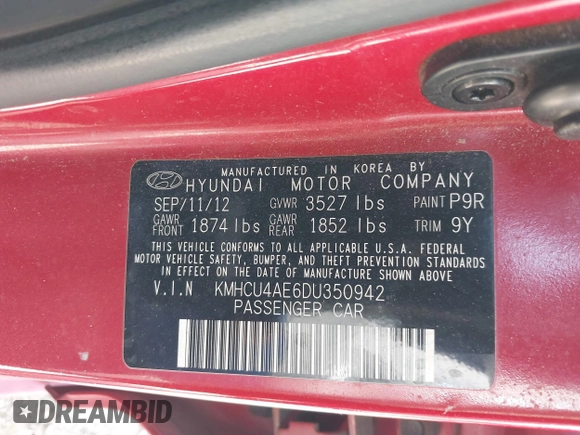 MANUFACTURED IN KOREA BY
HYUNDAI MOTOR COMPANY
SEP/11/12 GVWR 3527 lbs PAINT P9R
GAWR FRONT 1874 lbs GAWR REAR 1852 lbs TRIM 9Y
THIS VEHICLE CONFORMS TO ALL APPLICABLE U.S.A. FEDERAL
MOTOR VEHICLE SAFETY, BUMPER, AND THEFT PREVENTION STANDARDS
IN EFFECT ON THE DATE OF MANUFACTURE SHOWN ABOVE.
V.I.N KMHCU4AE6DU350942
PASSENGER CAR
DREAMBID